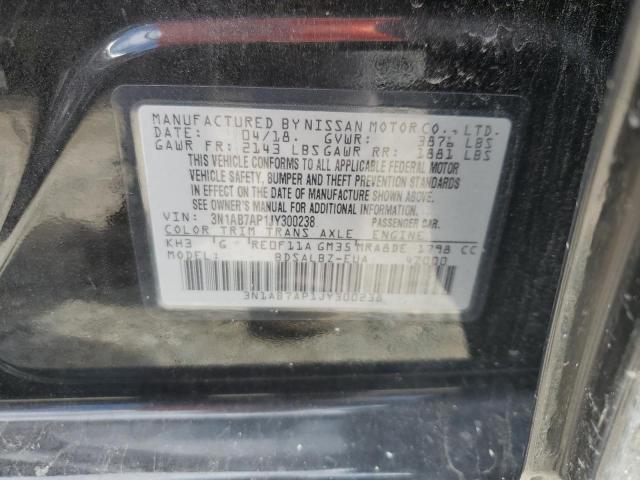 MANUFACTURED BY NISSAN MOTOR CO., LTD.
DATE: 04/18. GVWR: 3876 LBS
GAWR FR: 2143 LBS GAWR RR: 1881 LBS
THIS VEHICLE CONFORMS TO ALL APPLICABLE FEDERAL MOTOR
VEHICLE SAFETY, BUMPER AND THEFT PREVENTION STANDARDS
IN EFFECT ON THE DATE OF MANUFACTURE SHOWN ABOVE.
SEE OWNER'S MANUAL FOR ADDITIONAL INFORMATION.
VIN: 3N1AB7AP1JY300238 PASSENGER CAR.
COLOR TRIM TRANS AXLE ENGINE
KH3 G RE0F11A GM35 MRA8DE 1798 CC
MODEL: BDSALBZ-EUA 47000
3N1AB7AP1JY300238